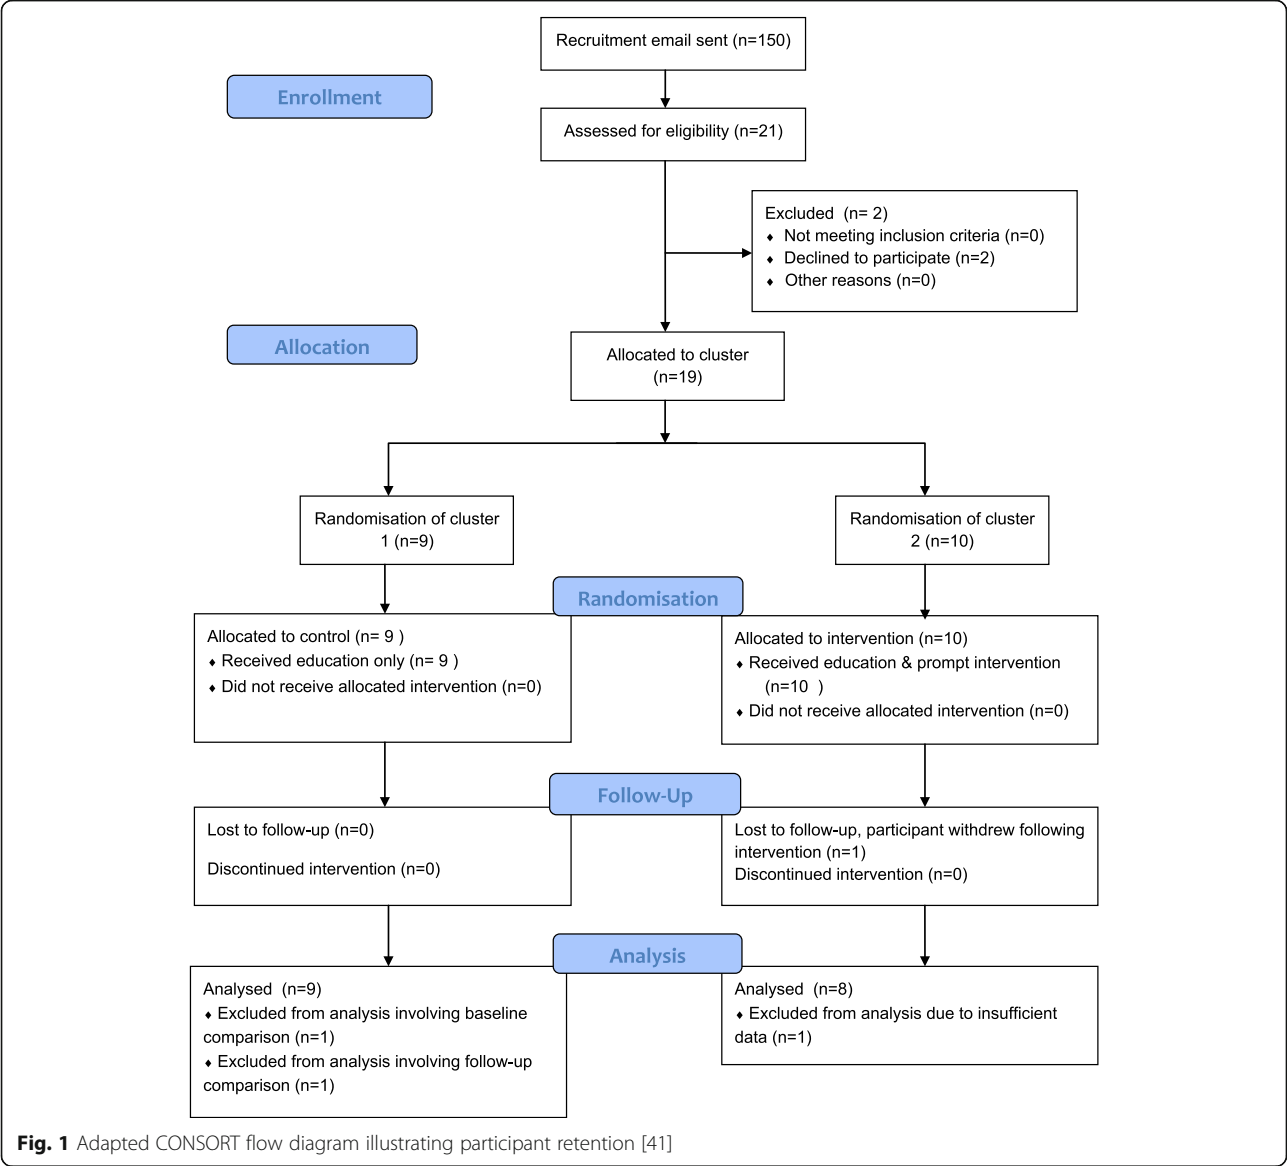 Recruitment email sent (n=150)
Enrollment
Assessed for eligibility (n=21)
Excluded (n= 2)
♦ Not meeting inclusion criteria (n=0)
♦ Declined to participate (n=2)
♦ Other reasons (n=0)
Allocation
Allocated to cluster
(n=19)
Randomisation of cluster
1 (n=9)
Randomisation of cluster
2 (n=10)
Randomisation
Allocated to control (n= 9 )
♦ Received education only (n= 9 )
♦ Did not receive allocated intervention (n=0)
Allocated to intervention (n=10)
♦ Received education & prompt intervention
(n=10 )
♦ Did not receive allocated intervention (n=0)
Follow-Up
Lost to follow-up (n=0)
Discontinued intervention (n=0)
Lost to follow-up, participant withdrew following
intervention (n=1)
Discontinued intervention (n=0)
Analysis
Analysed (n=9)
♦ Excluded from analysis involving baseline
comparison (n=1)
♦ Excluded from analysis involving follow-up
comparison (n=1)
Analysed (n=8)
♦ Excluded from analysis due to insufficient
data (n=1)
Fig. 1 Adapted CONSORT flow diagram illustrating participant retention [41]